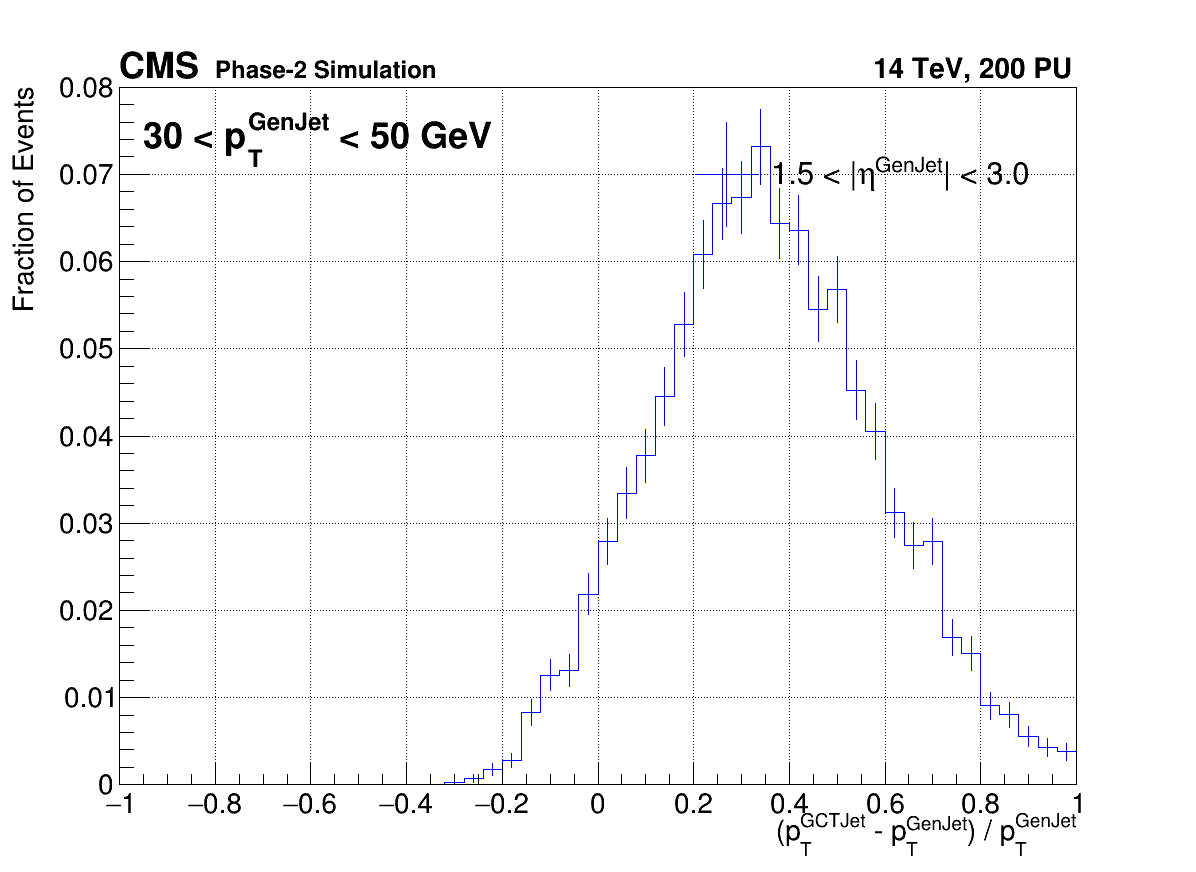 CMS Phase-2 Simulation 14 TeV, 200 PU
Fraction of Events
30 < p_T^GenJet < 50 GeV
1.5 < |η^GenJet| < 3.0
0.08
0.07
0.06
0.05
0.04
0.03
0.02
0.01
0
−1 −0.8 −0.6 −0.4 −0.2 0 0.2 0.4 0.6 0.8 1
(p_T^GCTJet - p_T^GenJet) / p_T^GenJet